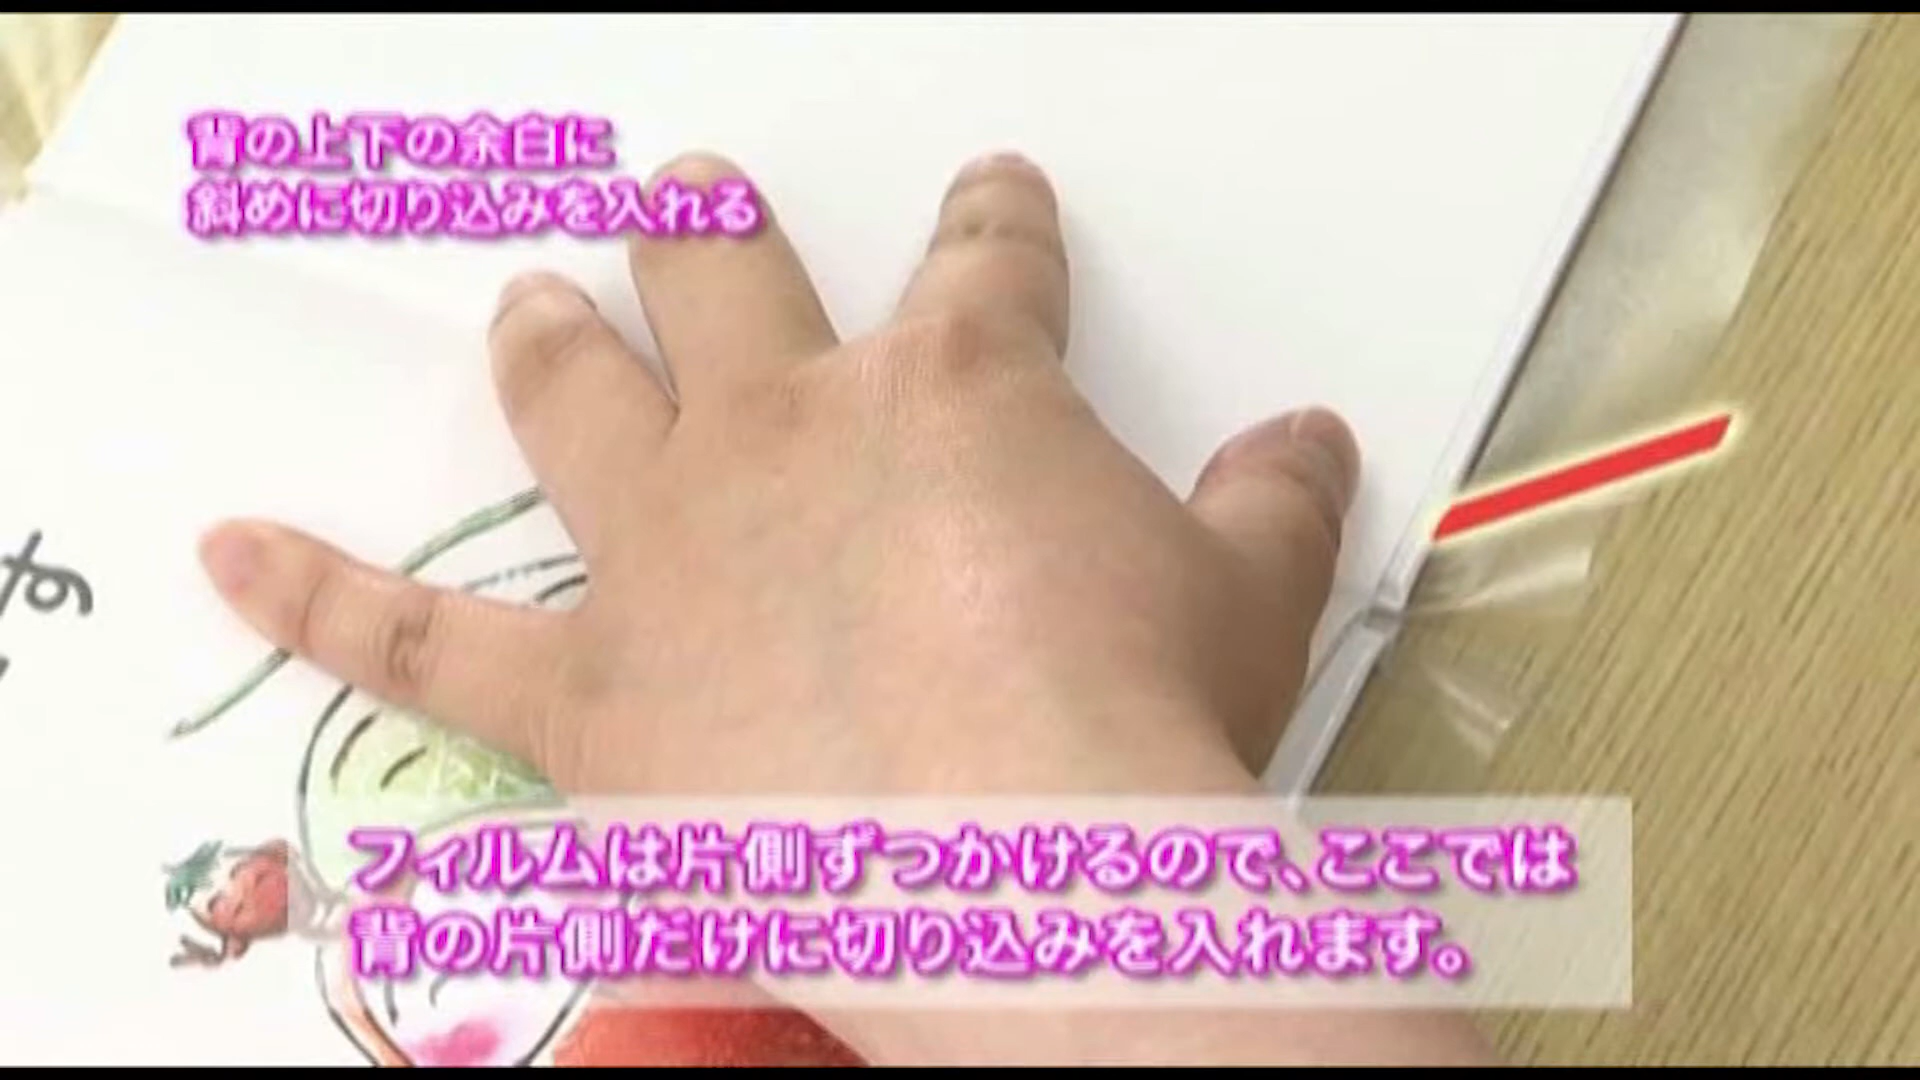 背の上下の余白に
斜めに切り込みを入れる
す
フィルムは片側ずつかけるので、ここでは
背の片側だけに切り込みを入れます。